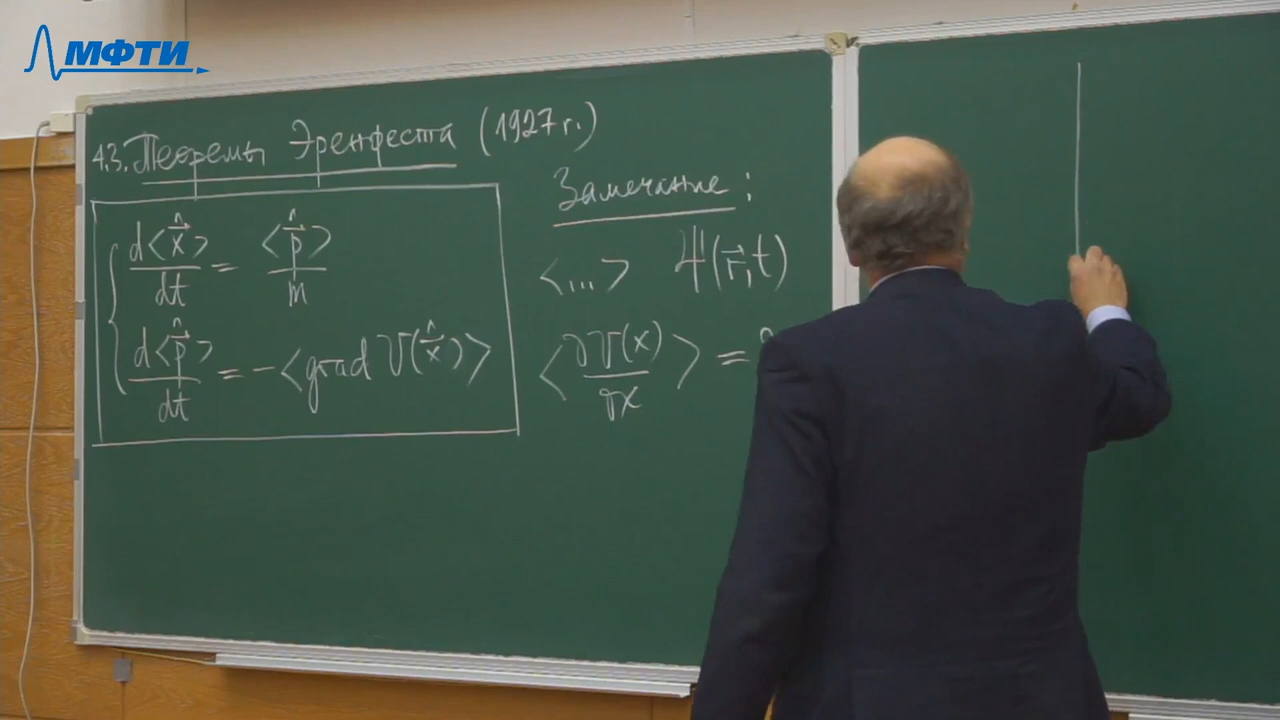 МФТИ
4.3. Теоремы Эренфеста (1927 г.)
d<x̂⃗>/dt = <p̂⃗>/m
d<p̂⃗>/dt = -<grad V(x̂⃗)>
Замечание:
<...> Ψ(r⃗,t)
<∂V(x)/∂x> =